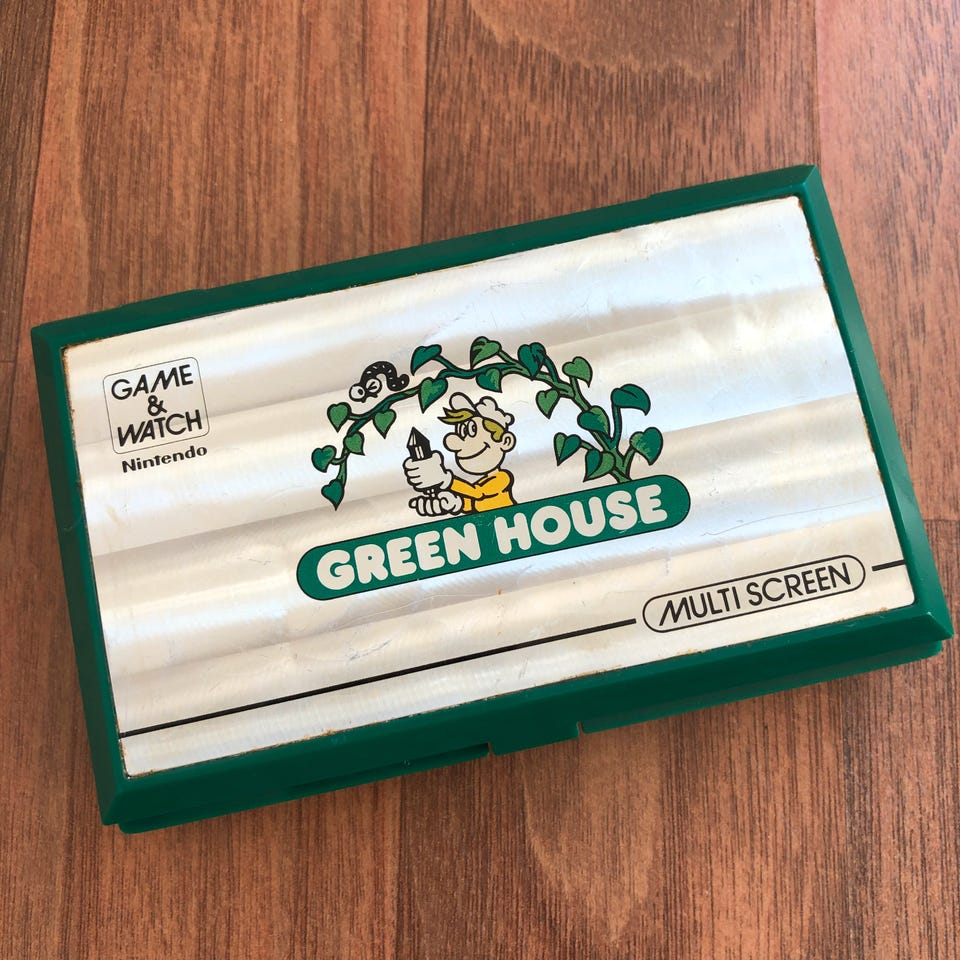 GAME
&
WATCH
Nintendo
GREEN HOUSE
MULTI SCREEN